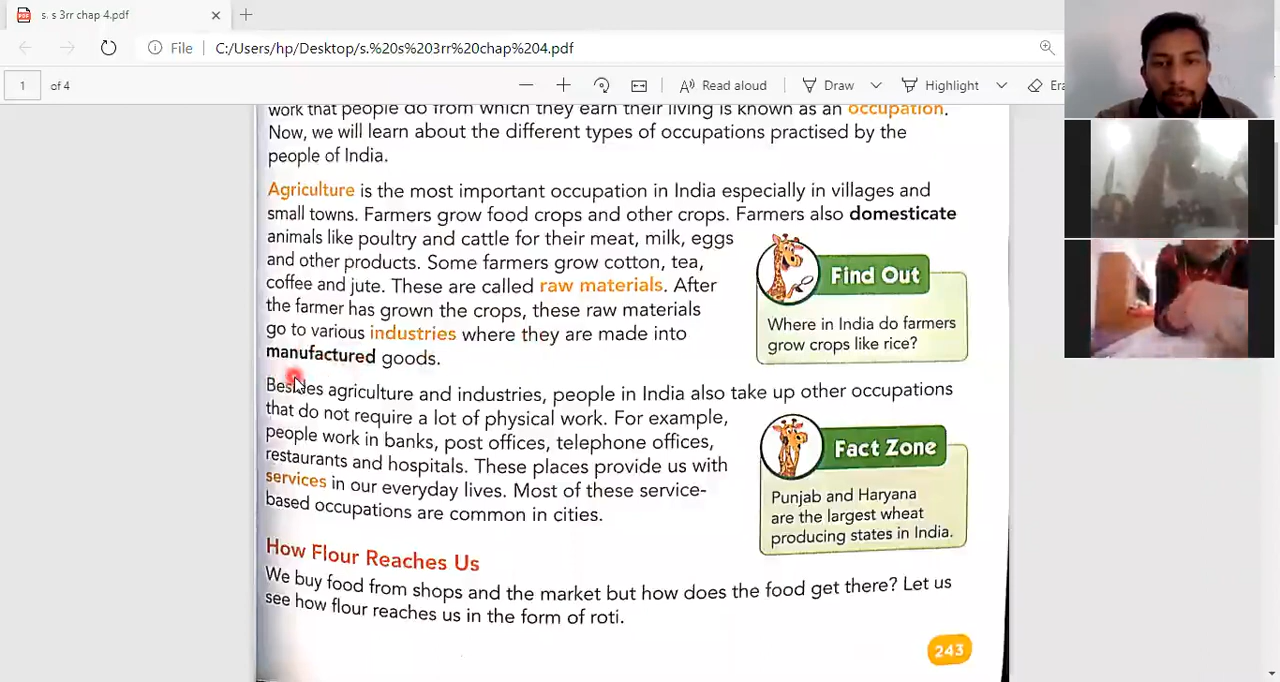 s. s 3rr chap 4.pdf
File
C:/Users/hp/Desktop/s.%20s%203rr%20chap%204.pdf
1 of 4
Read aloud
Draw
Highlight
Era
work that people do from which they earn their living is known as an occupation.
Now, we will learn about the different types of occupations practised by the
people of India.
Agriculture is the most important occupation in India especially in villages and
small towns. Farmers grow food crops and other crops. Farmers also domesticate
animals like poultry and cattle for their meat, milk, eggs
and other products. Some farmers grow cotton, tea,
coffee and jute. These are called raw materials. After
the farmer has grown the crops, these raw materials
go to various industries where they are made into
manufactured goods.
Find Out
Where in India do farmers
grow crops like rice?
Besides agriculture and industries, people in India also take up other occupations
that do not require a lot of physical work. For example,
people work in banks, post offices, telephone offices,
restaurants and hospitals. These places provide us with
services in our everyday lives. Most of these service-
based occupations are common in cities.
Fact Zone
Punjab and Haryana
are the largest wheat
producing states in India.
How Flour Reaches Us
We buy food from shops and the market but how does the food get there? Let us
see how flour reaches us in the form of roti.
243